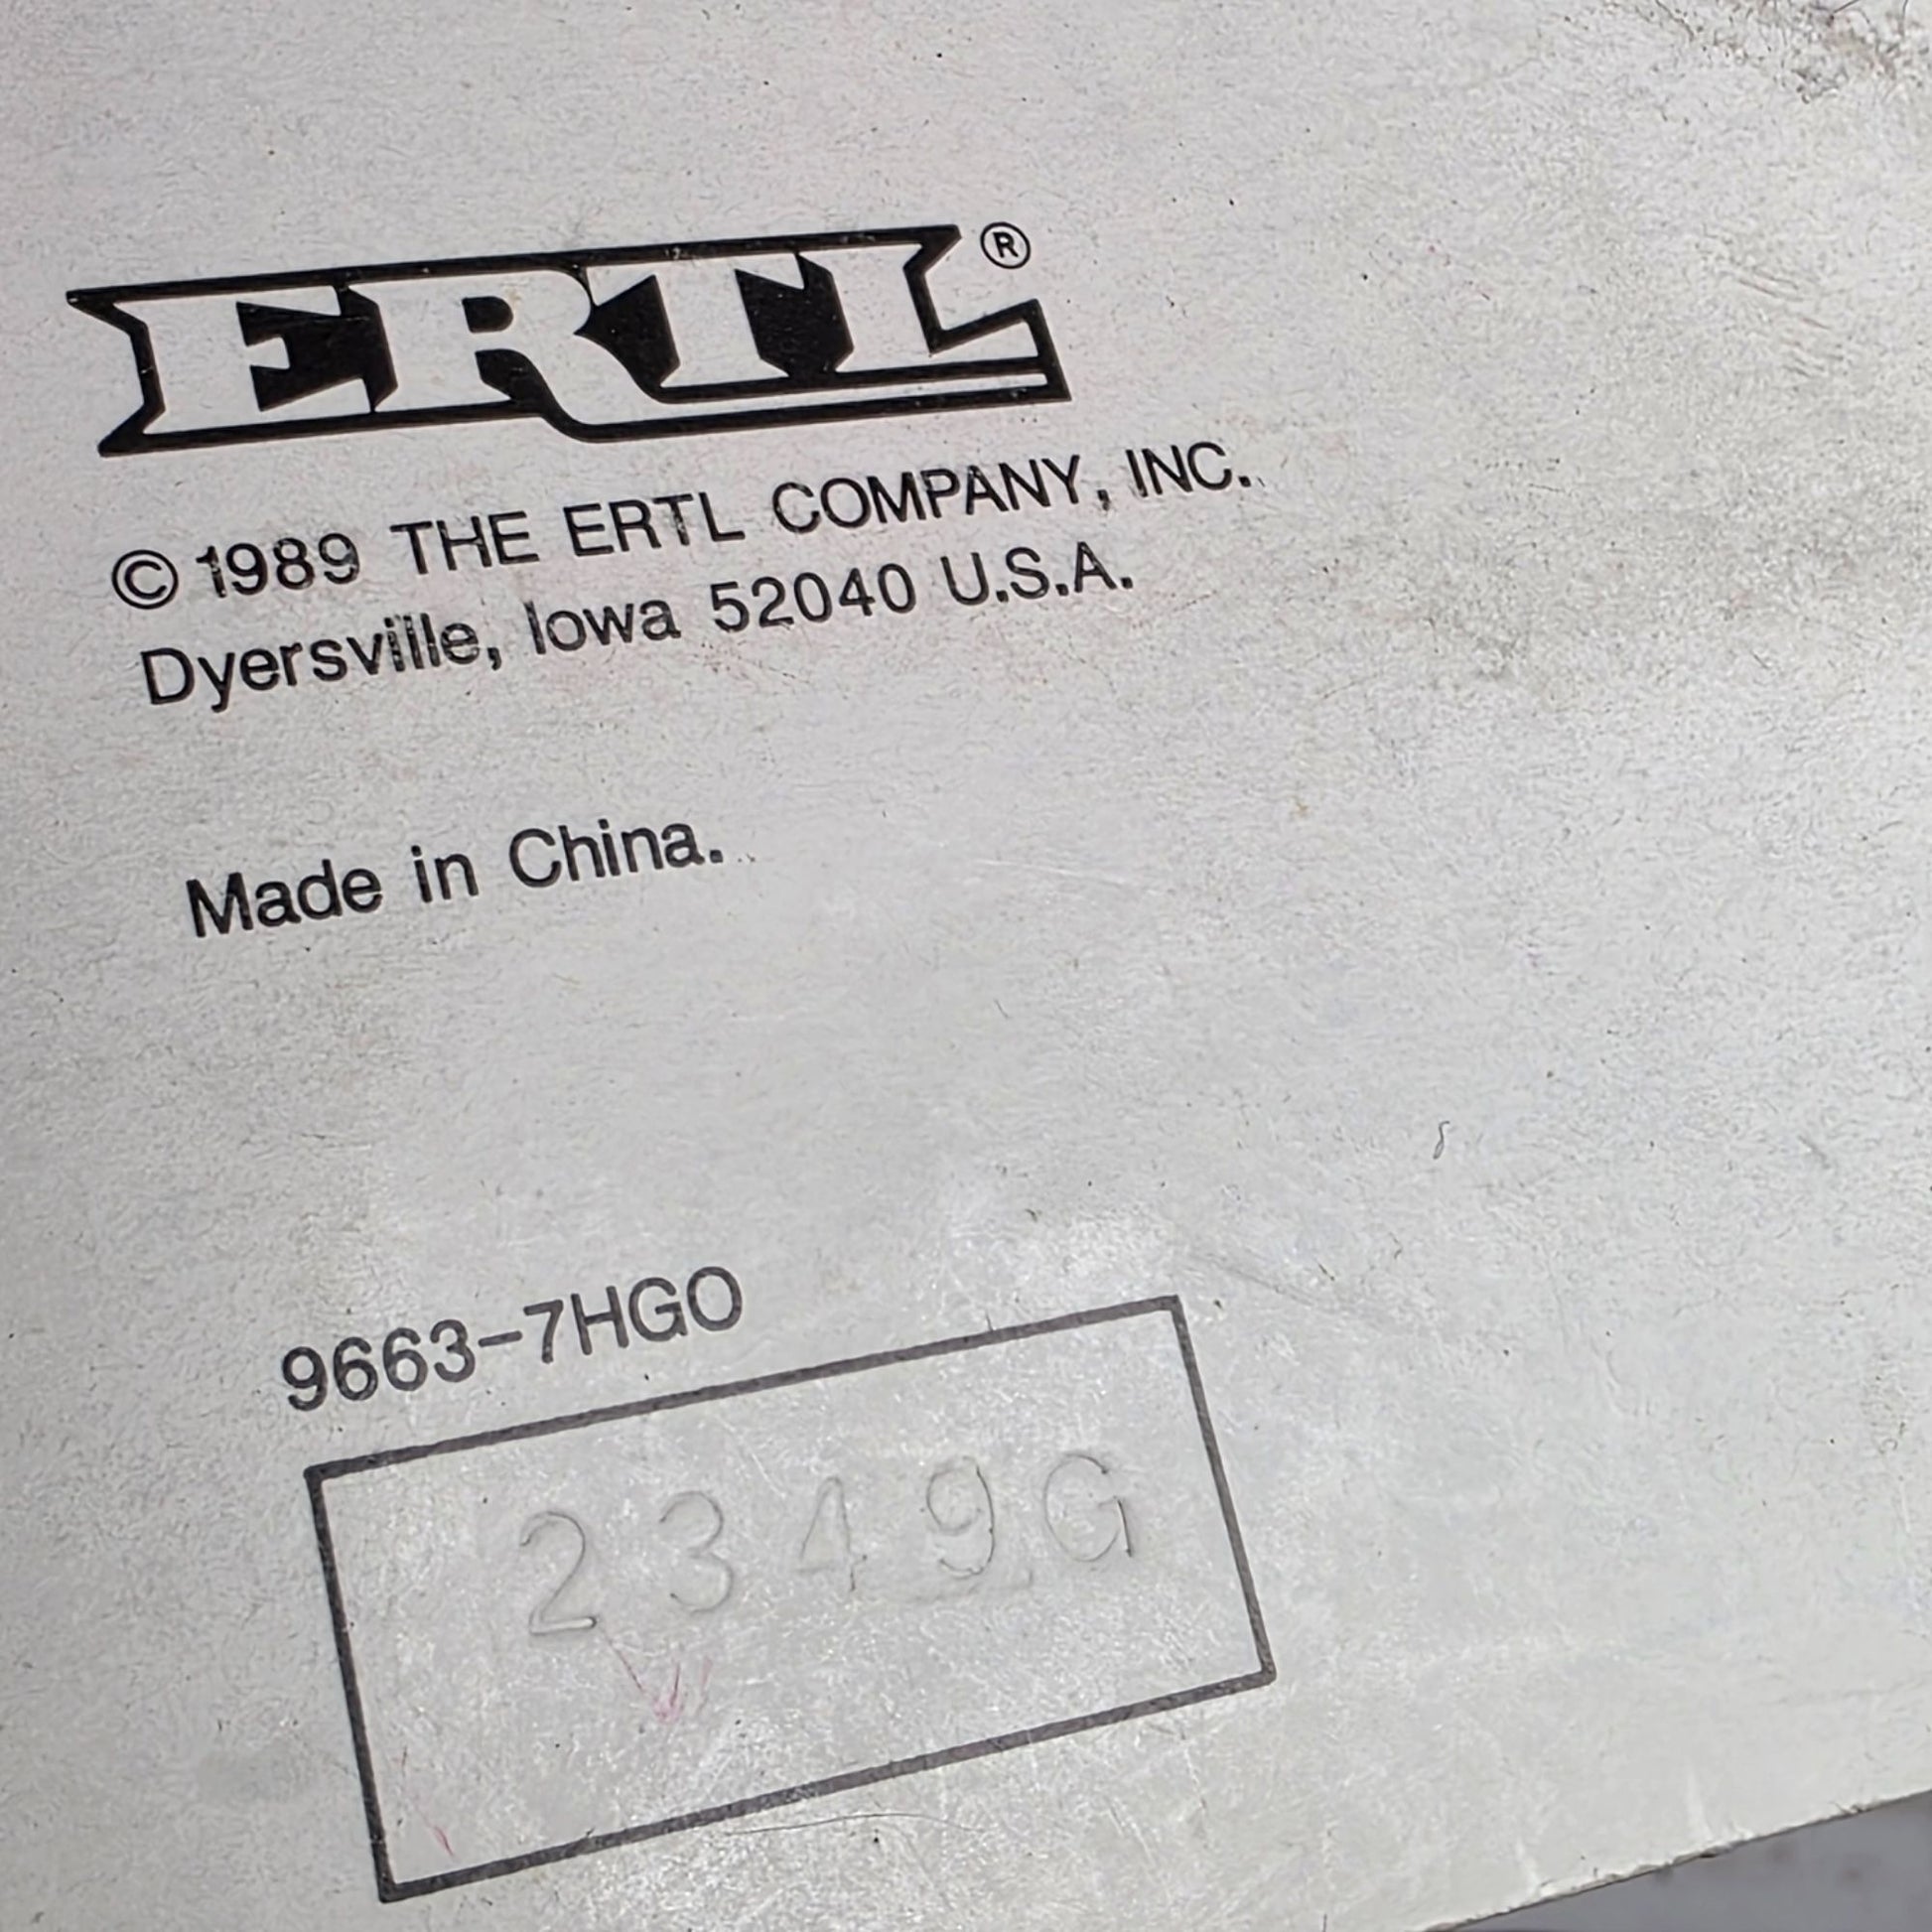 ERTL®
© 1989 THE ERTL COMPANY, INC.
Dyersville, Iowa 52040 U.S.A.
Made in China.
9663-7HGO
2349G